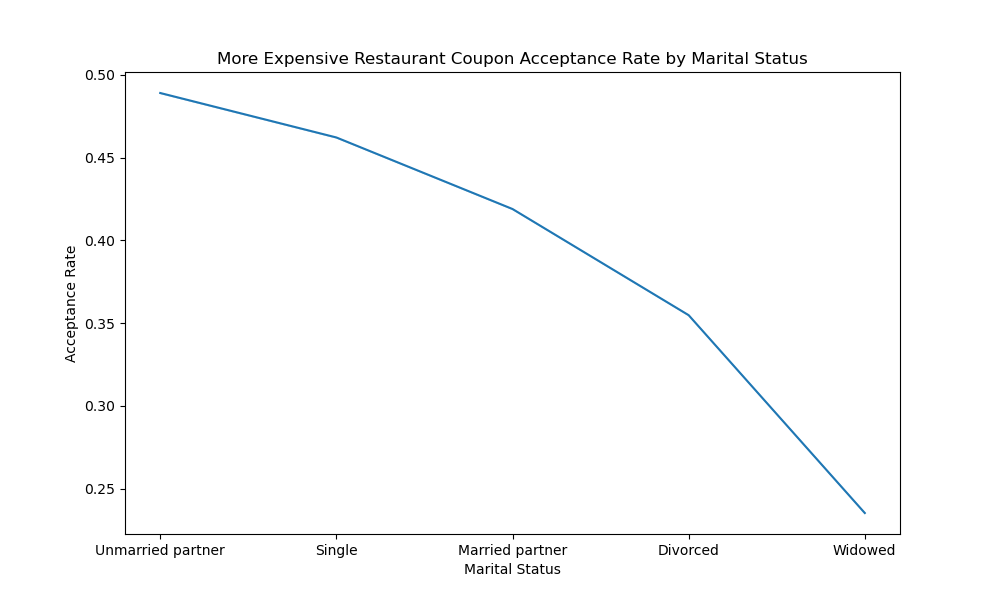 More Expensive Restaurant Coupon Acceptance Rate by Marital Status
0.50
0.45
0.40
0.35
0.30
0.25
Acceptance Rate
Unmarried partner
Single
Married partner
Divorced
Widowed
Marital Status